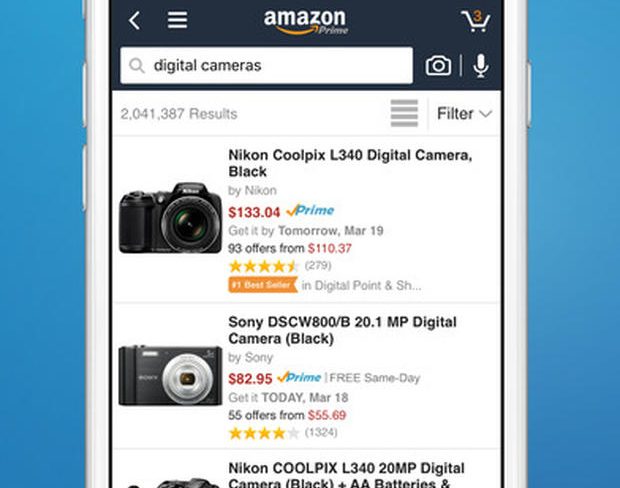 amazon
Prime
3
digital cameras
2,041,387 Results
Filter
Nikon Coolpix L340 Digital Camera,
Black
by Nikon
$133.04 Prime
Get it by Tomorrow, Mar 19
93 offers from $110.37
(279)
#1 Best Seller in Digital Point & Sh...
Nikon
Sony DSCW800/B 20.1 MP Digital
Camera (Black)
by Sony
$82.95 Prime | FREE Same-Day
Get it TODAY, Mar 18
55 offers from $55.69
(1324)
SONY
Nikon COOLPIX L340 20MP Digital
Camera (Black) + AA Batteries &